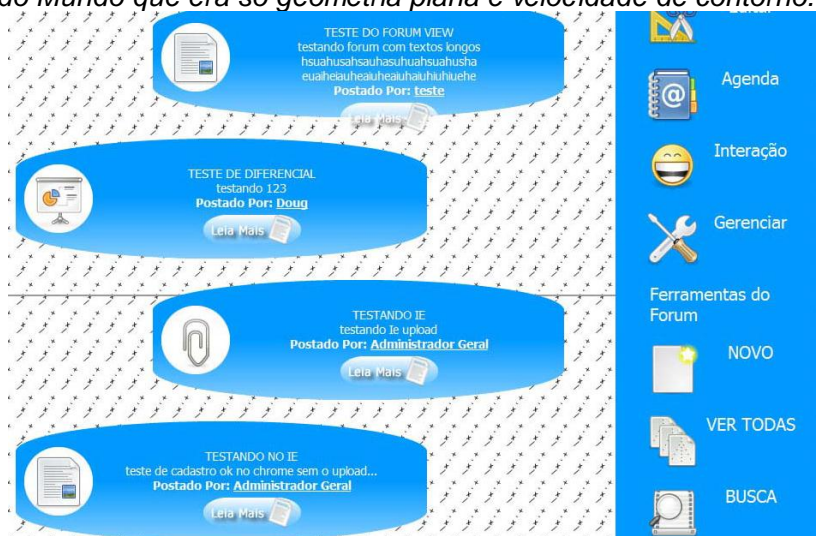 do Mundo que era só geometria plana e velocidade de contorno.
TESTE DO FORUM VIEW
testando forum com textos longos
hsuahusahsauhasuhuahsuahusha
euaiheiauheaiuheaiuhaiuhiuhiuehe
Postado Por: teste
Leia Mais
TESTE DE DIFERENCIAL
testando 123
Postado Por: Doug
Leia Mais
TESTANDO IE
testando Ie upload
Postado Por: Administrador Geral
Leia Mais
TESTANDO NO IE
teste de cadastro ok no chrome sem o upload...
Postado Por: Administrador Geral
Leia Mais
Agenda
Interação
Gerenciar
Ferramentas do
Forum
NOVO
VER TODAS
BUSCA